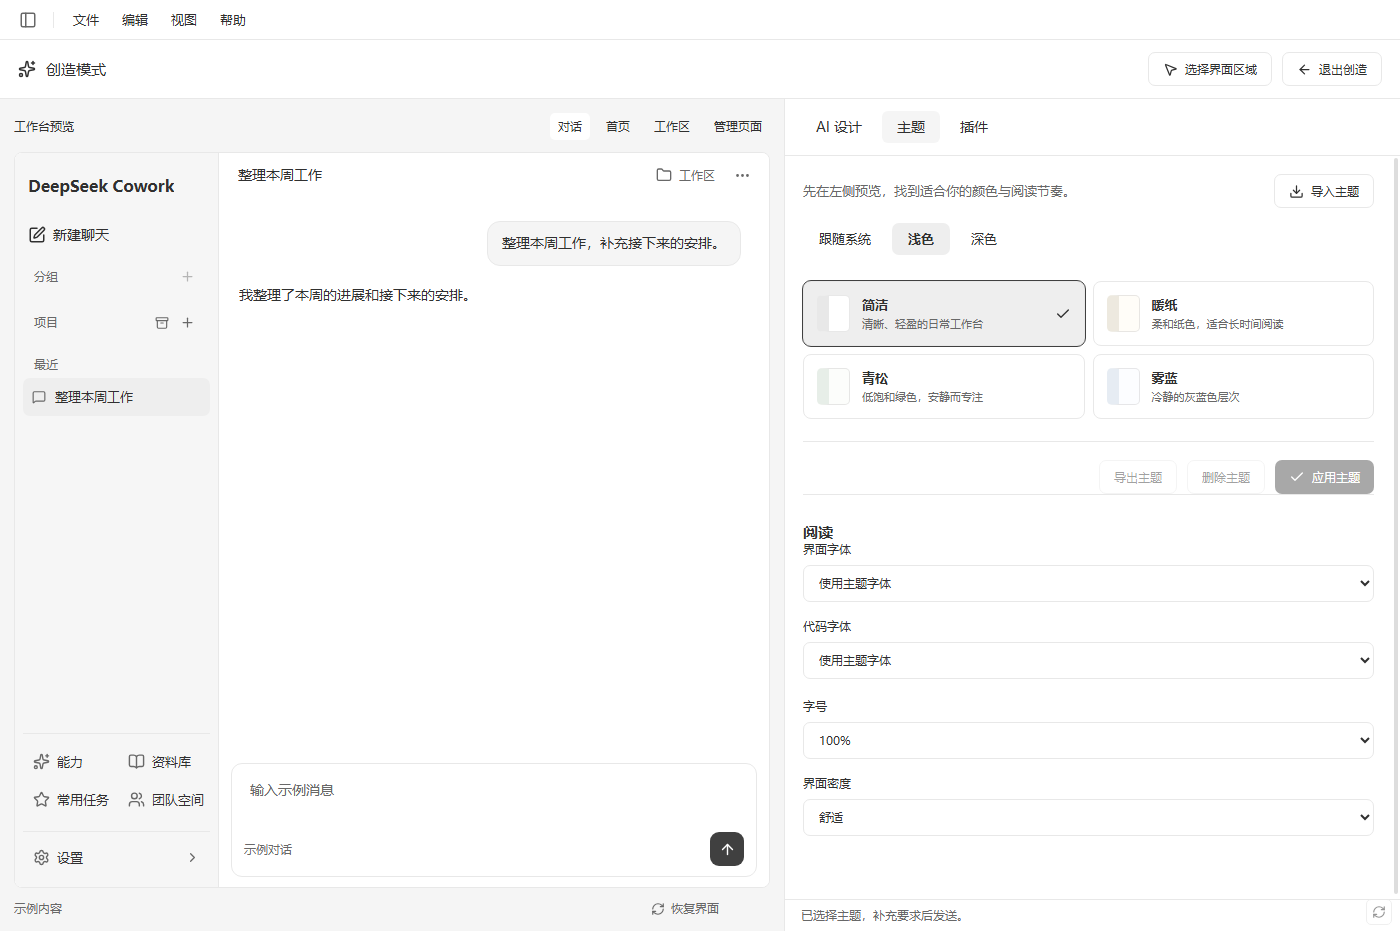 文件 编辑 视图 帮助
创造模式
选择界面区域 退出创造
工作台预览
对话 首页 工作区 管理页面
DeepSeek Cowork
新建聊天
分组
项目
最近
整理本周工作
能力 资料库
常用任务 团队空间
设置
整理本周工作
工作区
整理本周工作，补充接下来的安排。
我整理了本周的进展和接下来的安排。
输入示例消息
示例对话
示例内容
恢复界面
AI 设计 主题 插件
先在左侧预览，找到适合你的颜色与阅读节奏。
导入主题
跟随系统 浅色 深色
简洁
清晰、轻盈的日常工作台
暖纸
柔和纸色，适合长时间阅读
青松
低饱和绿色，安静而专注
雾蓝
冷静的灰蓝色层次
导出主题 删除主题 应用主题
阅读
界面字体
使用主题字体
代码字体
使用主题字体
字号
100%
界面密度
舒适
已选择主题，补充要求后发送。